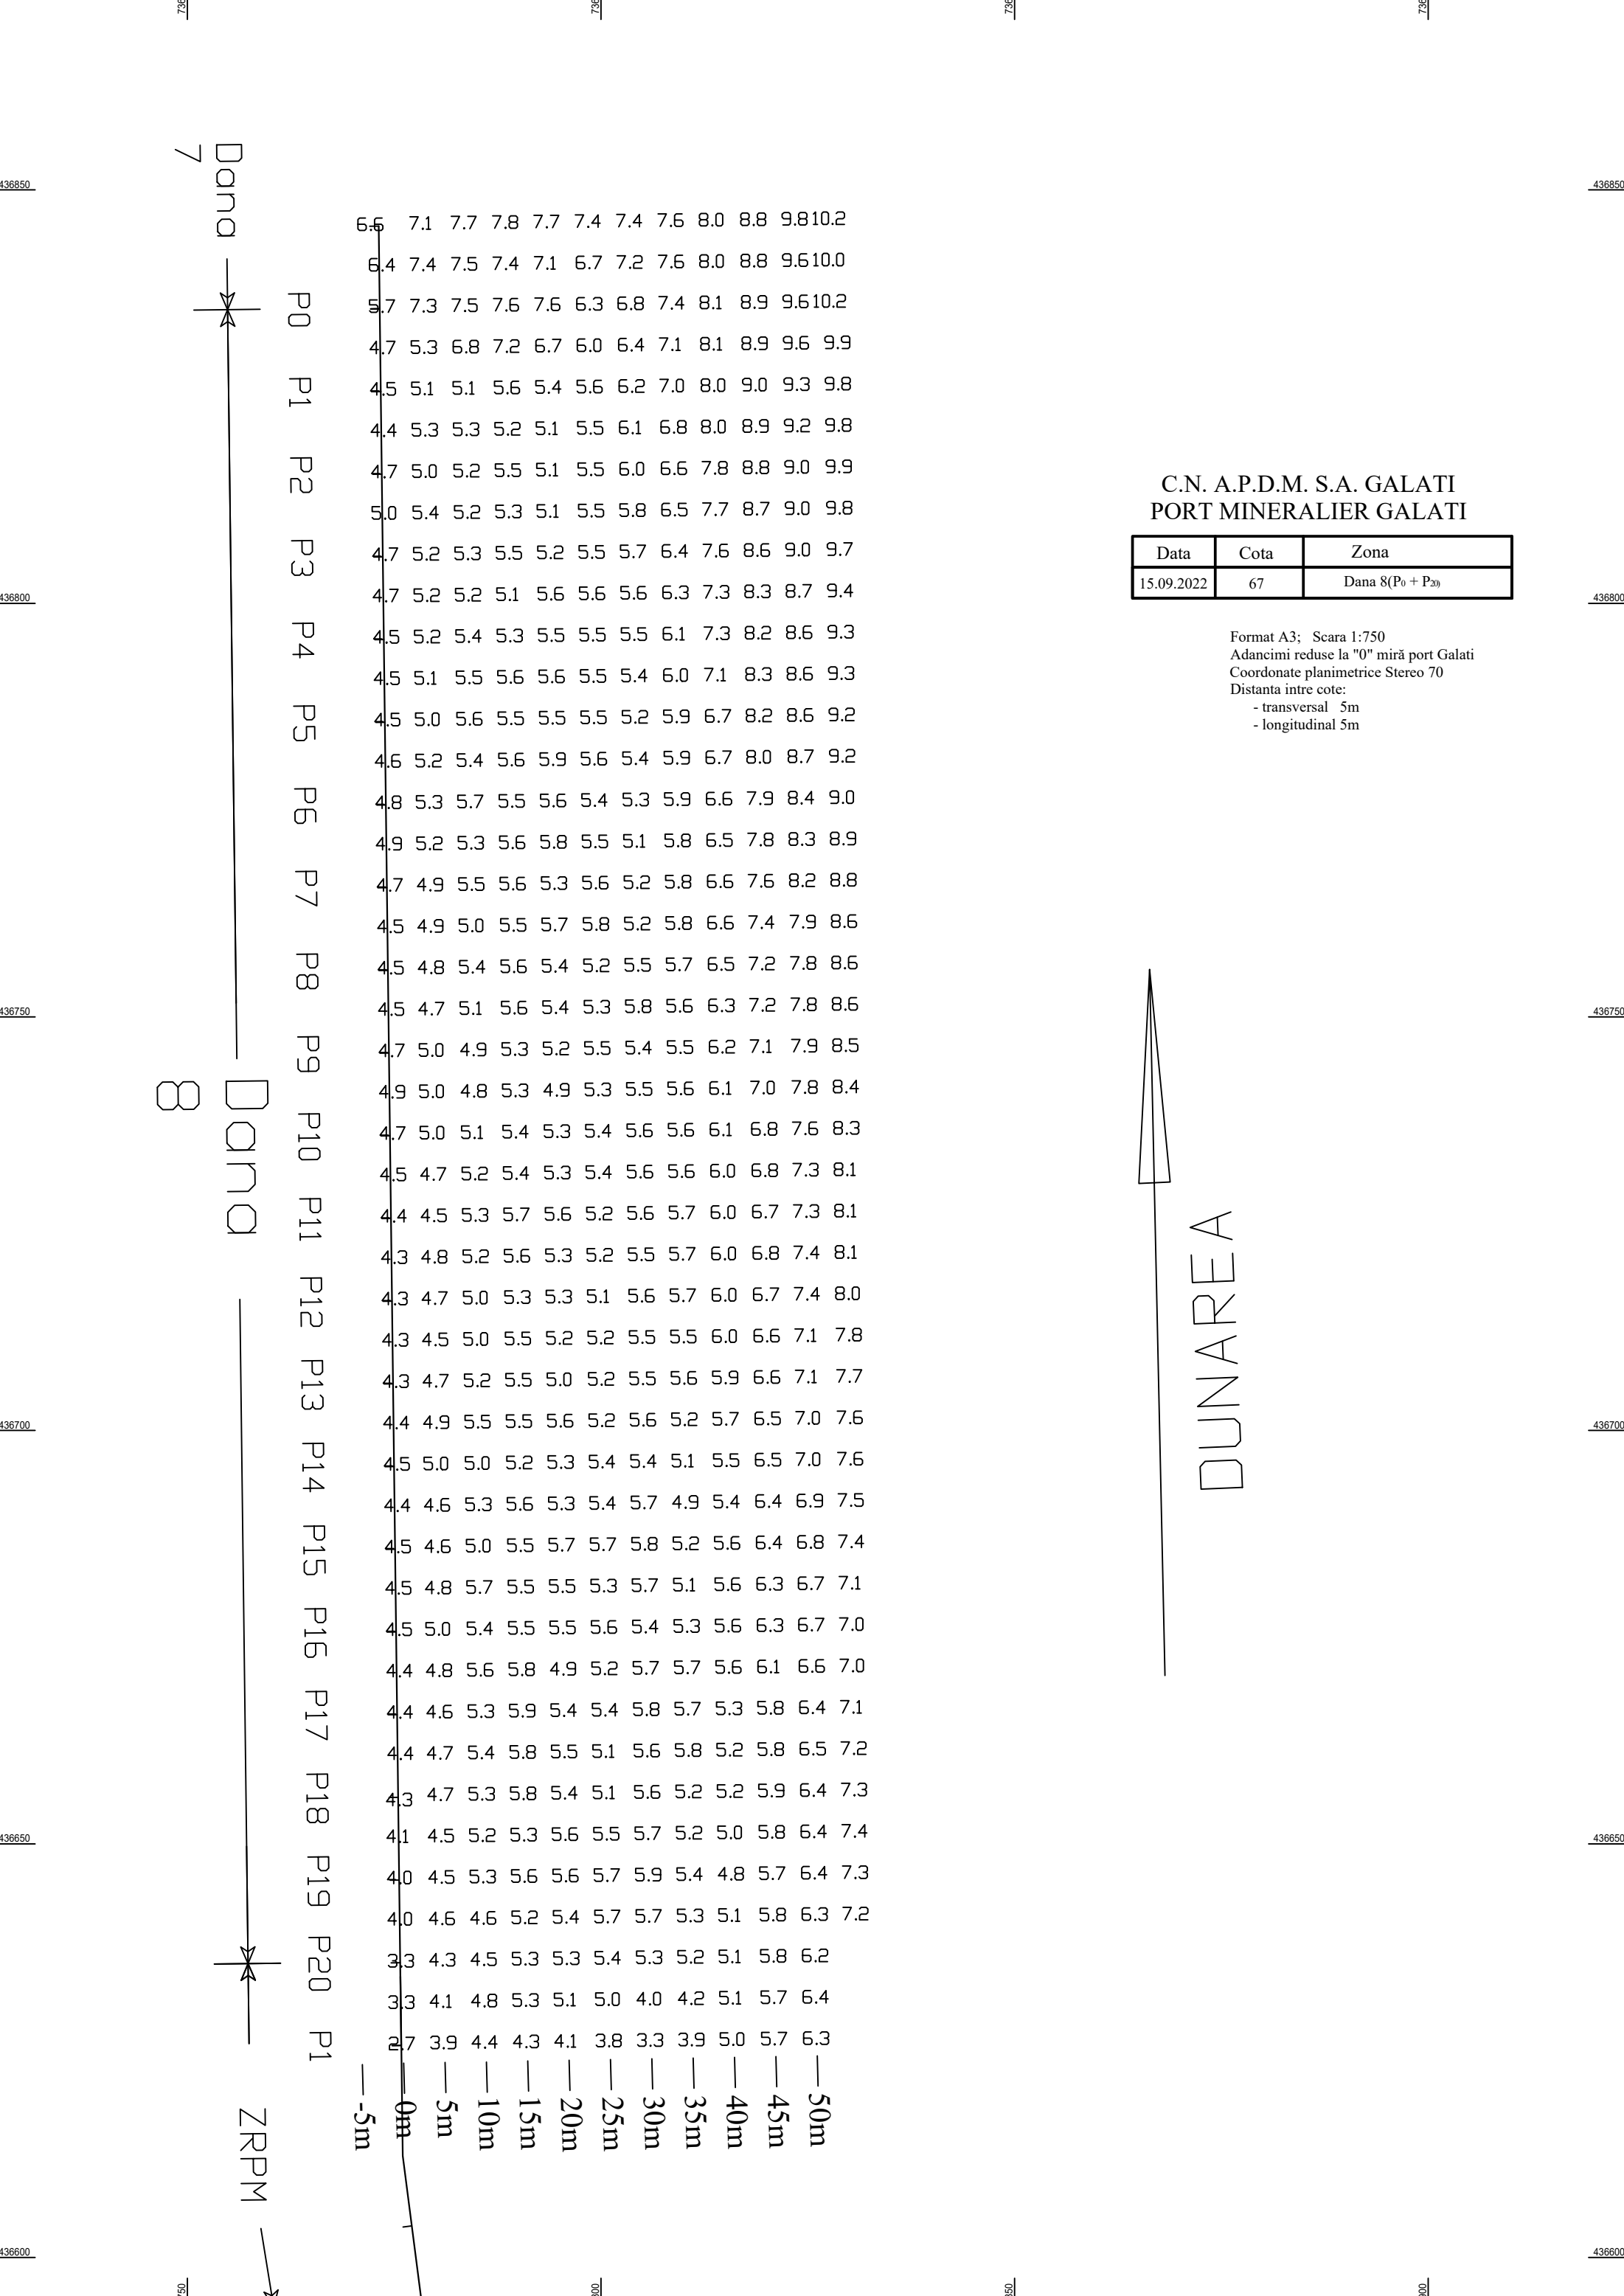 736
736
736
736
436850
436850
Dana
7
6.6 7.1 7.7 7.8 7.7 7.4 7.4 7.6 8.0 8.8 9.8 10.2
6.4 7.4 7.5 7.4 7.1 6.7 7.2 7.6 8.0 8.8 9.6 10.0
P0
5.7 7.3 7.5 7.6 7.6 6.3 6.8 7.4 8.1 8.9 9.6 10.2
4.7 5.3 6.8 7.2 6.7 6.0 6.4 7.1 8.1 8.9 9.6 9.9
P1
4.5 5.1 5.1 5.6 5.4 5.6 6.2 7.0 8.0 9.0 9.3 9.8
4.4 5.3 5.3 5.2 5.1 5.5 6.1 6.8 8.0 8.9 9.2 9.8
P2
4.7 5.0 5.2 5.5 5.1 5.5 6.0 6.6 7.8 8.8 9.0 9.9
5.0 5.4 5.2 5.3 5.1 5.5 5.8 6.5 7.7 8.7 9.0 9.8
P3
4.7 5.2 5.3 5.5 5.2 5.5 5.7 6.4 7.6 8.6 9.0 9.7
4.7 5.2 5.2 5.1 5.6 5.6 5.6 6.3 7.3 8.3 8.7 9.4
P4
4.5 5.2 5.4 5.3 5.5 5.5 5.5 6.1 7.3 8.2 8.6 9.3
4.5 5.1 5.5 5.6 5.6 5.5 5.4 6.0 7.1 8.3 8.6 9.3
P5
4.5 5.0 5.6 5.5 5.5 5.5 5.2 5.9 6.7 8.2 8.6 9.2
4.6 5.2 5.4 5.6 5.9 5.6 5.4 5.9 6.7 8.0 8.7 9.2
P6
4.8 5.3 5.7 5.5 5.6 5.4 5.3 5.9 6.6 7.9 8.4 9.0
4.9 5.2 5.3 5.6 5.8 5.5 5.1 5.8 6.5 7.8 8.3 8.9
P7
4.7 4.9 5.5 5.6 5.3 5.6 5.2 5.8 6.6 7.6 8.2 8.8
4.5 4.9 5.0 5.5 5.7 5.8 5.2 5.8 6.6 7.4 7.9 8.6
P8
4.5 4.8 5.4 5.6 5.4 5.2 5.5 5.7 6.5 7.2 7.8 8.6
4.5 4.7 5.1 5.6 5.4 5.3 5.8 5.6 6.3 7.2 7.8 8.6
P9
4.7 5.0 4.9 5.3 5.2 5.5 5.4 5.5 6.2 7.1 7.9 8.5
4.9 5.0 4.8 5.3 4.9 5.3 5.5 5.6 6.1 7.0 7.8 8.4
P10
4.7 5.0 5.1 5.4 5.3 5.4 5.6 5.6 6.1 6.8 7.6 8.3
4.5 4.7 5.2 5.4 5.3 5.4 5.6 5.6 6.0 6.8 7.3 8.1
P11
4.4 4.5 5.3 5.7 5.6 5.2 5.6 5.7 6.0 6.7 7.3 8.1
4.3 4.8 5.2 5.6 5.3 5.2 5.5 5.7 6.0 6.8 7.4 8.1
P12
4.3 4.7 5.0 5.3 5.3 5.1 5.6 5.7 6.0 6.7 7.4 8.0
4.3 4.5 5.0 5.5 5.2 5.2 5.5 5.5 6.0 6.6 7.1 7.8
P13
4.3 4.7 5.2 5.5 5.0 5.2 5.5 5.6 5.9 6.6 7.1 7.7
4.4 4.9 5.5 5.5 5.6 5.2 5.6 5.2 5.7 6.5 7.0 7.6
P14
4.5 5.0 5.0 5.2 5.3 5.4 5.4 5.1 5.5 6.5 7.0 7.6
4.4 4.6 5.3 5.6 5.3 5.4 5.7 4.9 5.4 6.4 6.9 7.5
P15
4.5 4.6 5.0 5.5 5.7 5.7 5.8 5.2 5.6 6.4 6.8 7.4
4.5 4.8 5.7 5.5 5.5 5.3 5.7 5.1 5.6 6.3 6.7 7.1
P16
4.5 5.0 5.4 5.5 5.5 5.6 5.4 5.3 5.6 6.3 6.7 7.0
4.4 4.8 5.6 5.8 4.9 5.2 5.7 5.7 5.6 6.1 6.6 7.0
P17
4.4 4.6 5.3 5.9 5.4 5.4 5.8 5.7 5.3 5.8 6.4 7.1
4.4 4.7 5.4 5.8 5.5 5.1 5.6 5.8 5.2 5.8 6.5 7.2
P18
4.3 4.7 5.3 5.8 5.4 5.1 5.6 5.2 5.2 5.9 6.4 7.3
4.1 4.5 5.2 5.3 5.6 5.5 5.7 5.2 5.0 5.8 6.4 7.4
P19
4.0 4.5 5.3 5.6 5.6 5.7 5.9 5.4 4.8 5.7 6.4 7.3
4.0 4.6 4.6 5.2 5.4 5.7 5.7 5.3 5.1 5.8 6.3 7.2
P20
3.3 4.3 4.5 5.3 5.3 5.4 5.3 5.2 5.1 5.8 6.2
3.3 4.1 4.8 5.3 5.1 5.0 4.0 4.2 5.1 5.7 6.4
P1
2.7 3.9 4.4 4.3 4.1 3.8 3.3 3.9 5.0 5.7 6.3
-5m 0m 5m 10m 15m 20m 25m 30m 35m 40m 45m 50m
Dana
8
ZRPM
C.N. A.P.D.M. S.A. GALATI
PORT MINERALIER GALATI
Data Cota Zona
15.09.2022 67 Dana 8(P0 + P20)
Format A3; Scara 1:750
Adancimi reduse la "0" miră port Galati
Coordonate planimetrice Stereo 70
Distanta intre cote:
- transversal 5m
- longitudinal 5m
DUNAREA
436800
436800
436750
436750
436700
436700
436650
436650
436600
436600
750
800
850
900